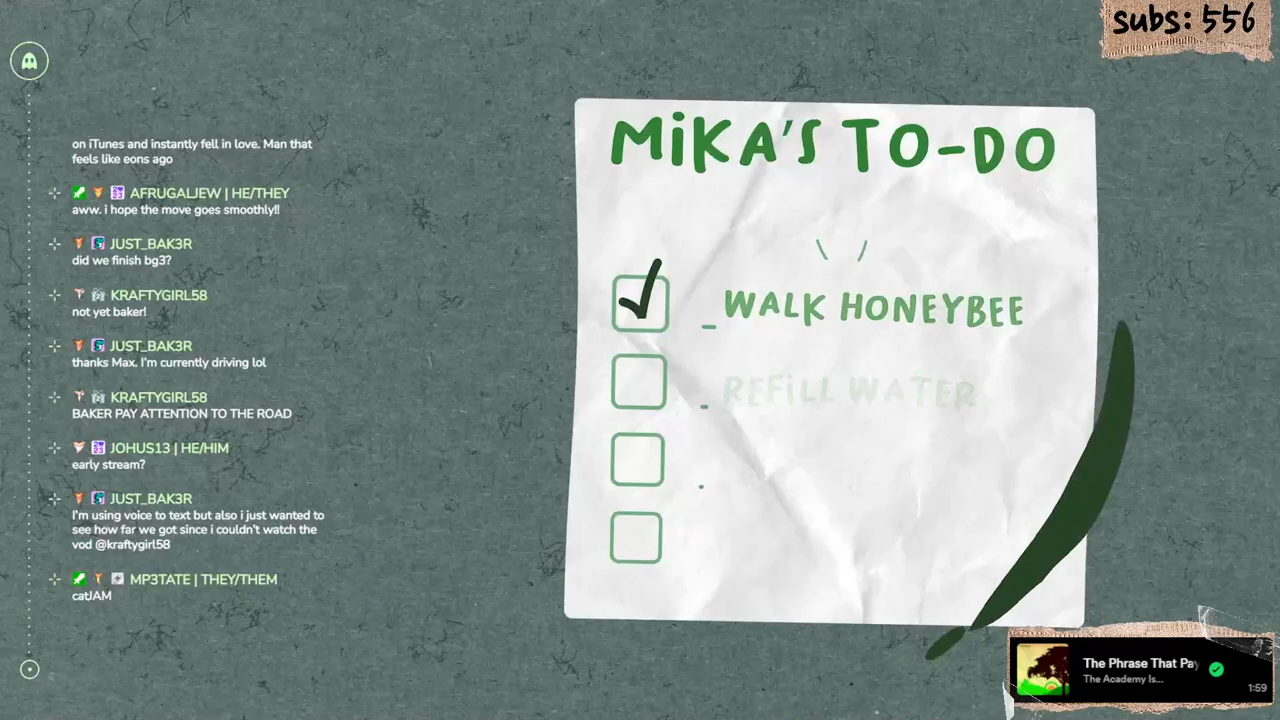 subs: 556
on iTunes and instantly fell in love. Man that
feels like eons ago
AFRUGALJEW | HE/THEY
aww. i hope the move goes smoothly!!
JUST_BAK3R
did we finish bg3?
KRAFTYGIRL58
not yet baker!
JUST_BAK3R
thanks Max. I'm currently driving lol
KRAFTYGIRL58
BAKER PAY ATTENTION TO THE ROAD
JOHUS13 | HE/HIM
early stream?
JUST_BAK3R
I'm using voice to text but also i just wanted to
see how far we got since i couldn't watch the
vod @kraftygirl58
MP3TATE | THEY/THEM
catJAM
MiKA'S TO-DO
WALK HONEYBEE
REFiLL WATER
The Phrase That Pa
The Academy Is...
1:59